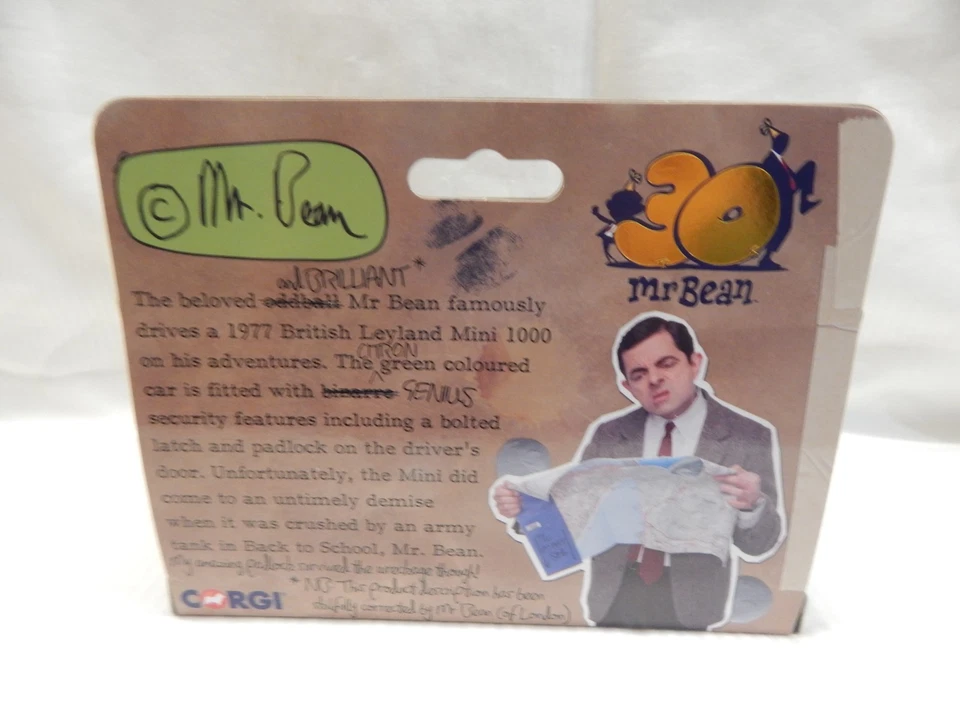 © Mr. Bean
30
mr Bean
and BRILLIANT *
The beloved oddball Mr Bean famously
drives a 1977 British Leyland Mini 1000
CITRON
on his adventures. The green coloured
car is fitted with bizarre GENIUS
security features including a bolted
latch and padlock on the driver's
door. Unfortunately, the Mini did
come to an untimely demise
when it was crushed by an army
tank in Back to School, Mr. Bean.
My amazing padlock survived the wreckage though!
* NB This product description has been
skilfully corrected by Mr Bean (of London)
CORGI